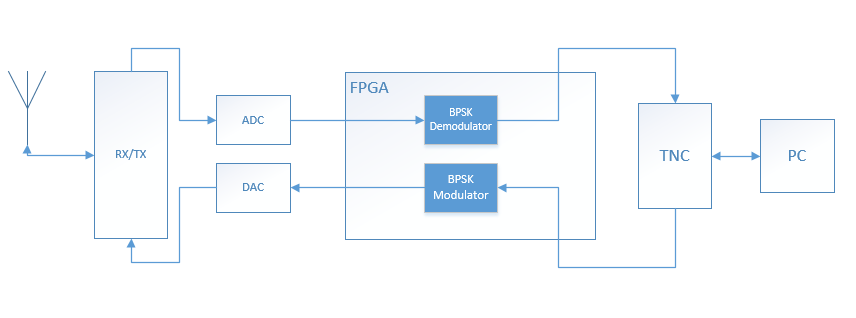 FPGA
ADC
BPSK
Demodulator
RX/TX
TNC
PC
DAC
BPSK
Modulator